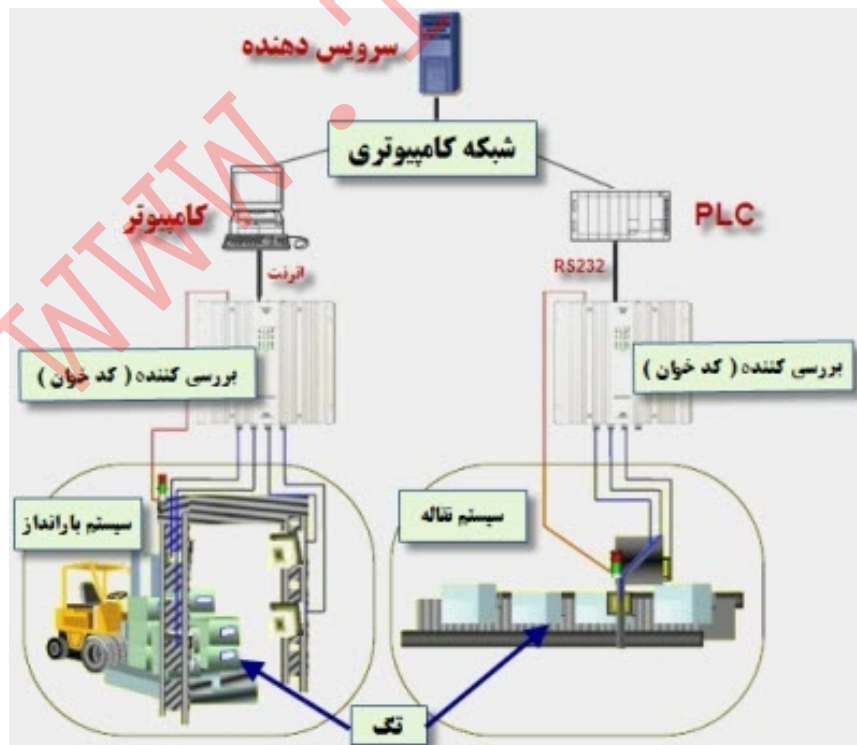 سرویس دهنده
شبکه کامپیوتری
کامپیوتر
PLC
اترنت
RS232
بررسی کننده ( کد خوان )
بررسی کننده ( کد خوان )
سیستم بارانداز
سیستم نقاله
تگ
WWW.